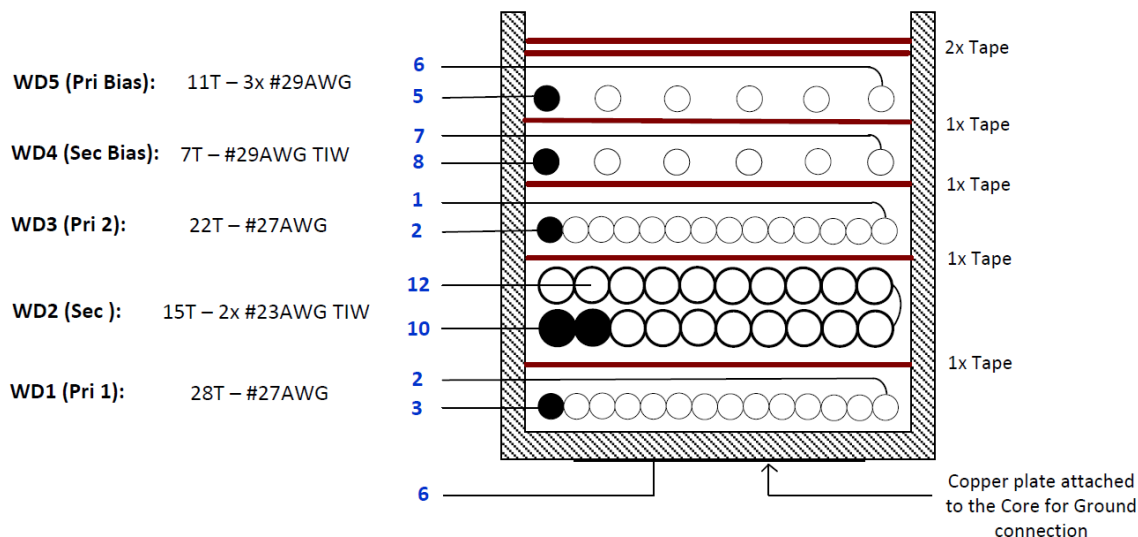 2x Tape
6
WD5 (Pri Bias): 11T – 3x #29AWG
5
1x Tape
7
WD4 (Sec Bias): 7T – #29AWG TIW
8
1x Tape
1
WD3 (Pri 2): 22T – #27AWG
2
1x Tape
12
WD2 (Sec ): 15T – 2x #23AWG TIW
10
1x Tape
2
WD1 (Pri 1): 28T – #27AWG
3
6
Copper plate attached
to the Core for Ground
connection